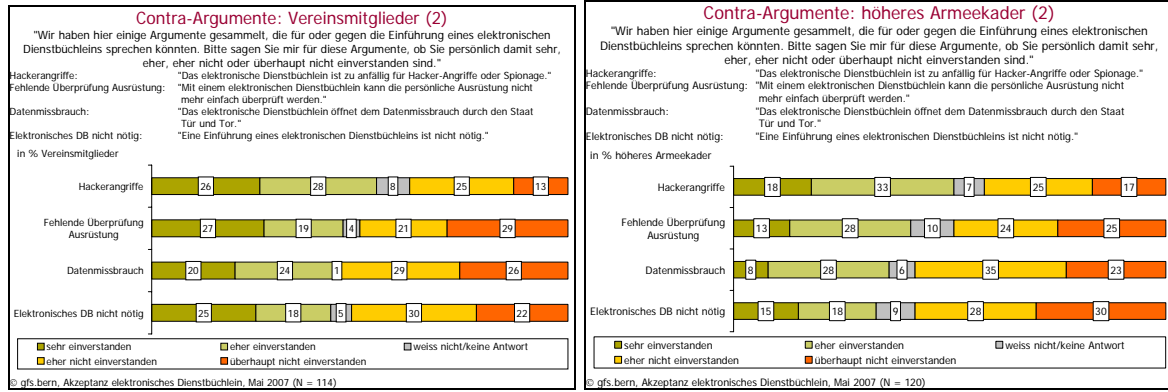 Contra-Argumente: Vereinsmitglieder (2)
"Wir haben hier einige Argumente gesammelt, die für oder gegen die Einführung eines elektronischen
Dienstbüchleins sprechen könnten. Bitte sagen Sie mir für diese Argumente, ob Sie persönlich damit sehr,
eher, eher nicht oder überhaupt nicht einverstanden sind."
Hackerangriffe: "Das elektronische Dienstbüchlein ist zu anfällig für Hacker-Angriffe oder Spionage."
Fehlende Überprüfung Ausrüstung: "Mit einem elektronischen Dienstbüchlein kann die persönliche Ausrüstung nicht
mehr einfach überprüft werden."
Datenmissbrauch: "Das elektronische Dienstbüchlein öffnet dem Datenmissbrauch durch den Staat
Tür und Tor."
Elektronisches DB nicht nötig: "Eine Einführung eines elektronischen Dienstbüchleins ist nicht nötig."
in % Vereinsmitglieder
Hackerangriffe 26 28 8 25 13
Fehlende Überprüfung
Ausrüstung 27 19 4 21 29
Datenmissbrauch 20 24 1 29 26
Elektronisches DB nicht nötig 25 18 5 30 22
sehr einverstanden eher einverstanden weiss nicht/keine Antwort
eher nicht einverstanden überhaupt nicht einverstanden
© gfs.bern, Akzeptanz elektronisches Dienstbüchlein, Mai 2007 (N = 114)
Contra-Argumente: höheres Armeekader (2)
"Wir haben hier einige Argumente gesammelt, die für oder gegen die Einführung eines elektronischen
Dienstbüchleins sprechen könnten. Bitte sagen Sie mir für diese Argumente, ob Sie persönlich damit sehr,
eher, eher nicht oder überhaupt nicht einverstanden sind."
Hackerangriffe: "Das elektronische Dienstbüchlein ist zu anfällig für Hacker-Angriffe oder Spionage."
Fehlende Überprüfung Ausrüstung: "Mit einem elektronischen Dienstbüchlein kann die persönliche Ausrüstung nicht
mehr einfach überprüft werden."
Datenmissbrauch: "Das elektronische Dienstbüchlein öffnet dem Datenmissbrauch durch den Staat
Tür und Tor."
Elektronisches DB nicht nötig: "Eine Einführung eines elektronischen Dienstbüchleins ist nicht nötig."
in % höheres Armeekader
Hackerangriffe 18 33 7 25 17
Fehlende Überprüfung
Ausrüstung 13 28 10 24 25
Datenmissbrauch 8 28 6 35 23
Elektronisches DB nicht nötig 15 18 9 28 30
sehr einverstanden eher einverstanden weiss nicht/keine Antwort
eher nicht einverstanden überhaupt nicht einverstanden
© gfs.bern, Akzeptanz elektronisches Dienstbüchlein, Mai 2007 (N = 120)